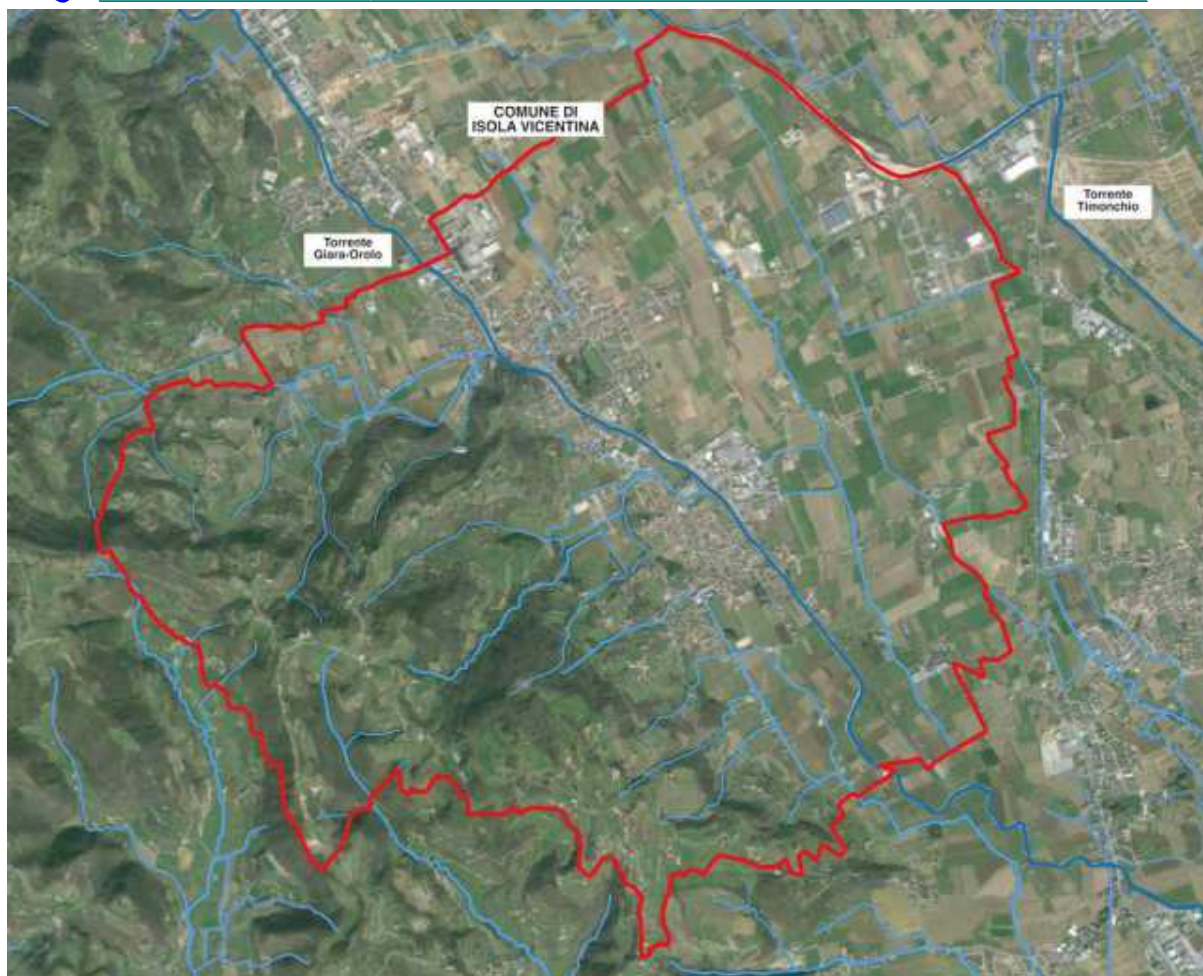 COMUNE DI
ISOLA VICENTINA
Torrente
Timonchio
Torrente
Giara-Orolo